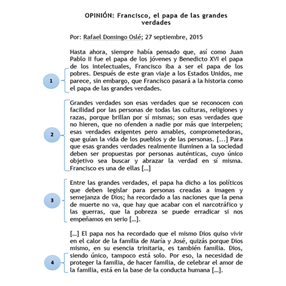 OPINIÓN: Francisco, el papa de las grandes
verdades
Por: Rafael Domingo Oslé; 27 septiembre, 2015
Hasta ahora, siempre había pensado que, así como Juan
Pablo II fue el papa de los jóvenes y Benedicto XVI el papa
de los intelectuales, Francisco iba a ser el papa de los
pobres. Después de este gran viaje a los Estados Unidos, me
parece, sin embargo, que Francisco pasará a la historia como
el papa de las grandes verdades.
1
Grandes verdades son esas verdades que se reconocen con
facilidad por las personas de todas las culturas, religiones y
razas, porque brillan por sí mismas; son esas verdades que
no hieren, que no ofenden a nadie por más que interpelen;
esas verdades exigentes pero amables, comprometedoras,
que guían la vida de los pueblos y de las personas. [...] Para
que esas grandes verdades realmente iluminen a la sociedad
deben ser propuestas por personas auténticas, cuyo único
objetivo sea buscar y abrazar la verdad en sí misma.
Francisco es una de ellas [...]
2
Entre las grandes verdades, el papa ha dicho a los políticos
que deben legislar para personas creadas a imagen y
semejanza de Dios; ha recordado a las naciones que la pena
de muerte no va, que hay que acabar con el narcotráfico y
las guerras, que la pobreza se puede erradicar si nos
empeñamos en serio [...].
3
[...] El papa nos ha recordado que el mismo Dios quiso vivir
en el calor de la familia de María y José, quizás porque Dios
mismo, en su esencia trinitaria, es también familia. Dios,
siendo único, tampoco está solo. Por eso, la necesidad de
proteger la familia, de hacer familia, de celebrar el amor de
la familia, está en la base de la conducta humana [...].
4